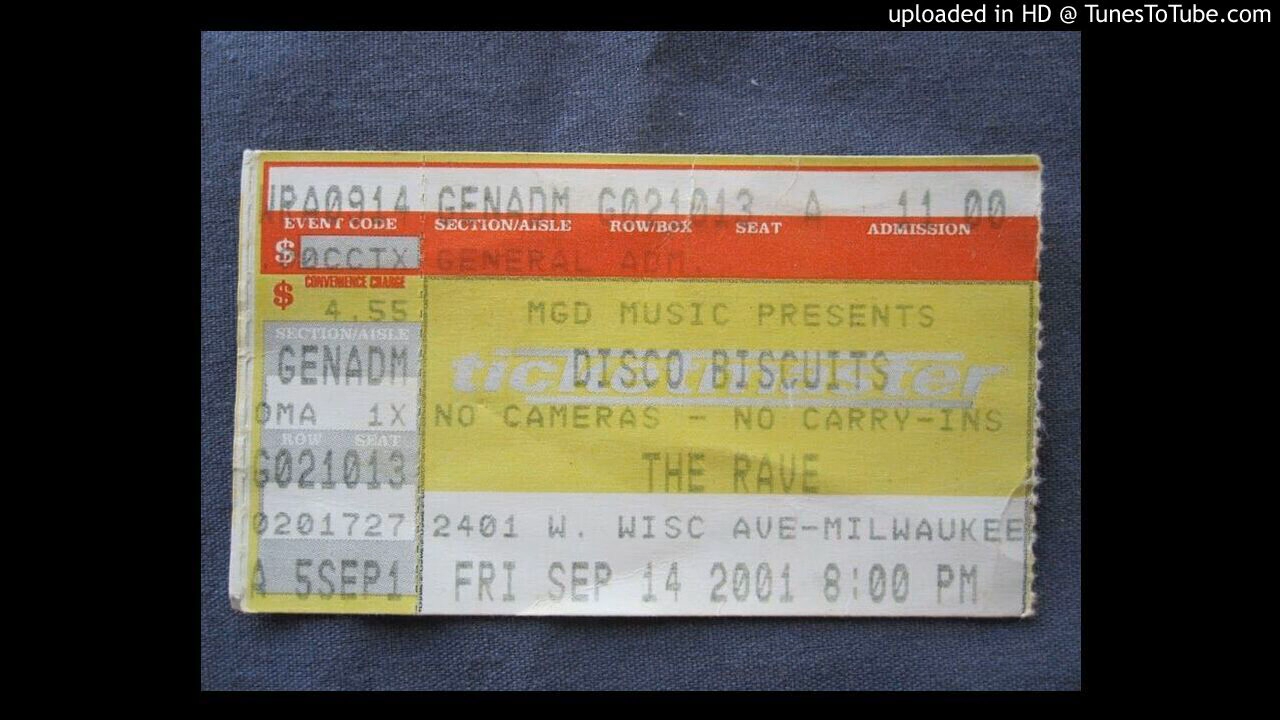 uploaded in HD @ TunesToTube.com
GENADM G021013 A 11.00
EVENT CODE SECTION/AISLE ROW/BOX SEAT ADMISSION
$ GENERAL ADM.
$ CONVENIENCE CHARGE
4.55
MGD MUSIC PRESENTS
SECTION/AISLE
GENADM
ticketmaster
DISCO BISCUITS
OMA 1X
NO CAMERAS - NO CARRY-INS
ROW SEAT
G021013
THE RAVE
0201727
2401 W. WISC AVE-MILWAUKEE
A 5SEP1
FRI SEP 14 2001 8:00 PM